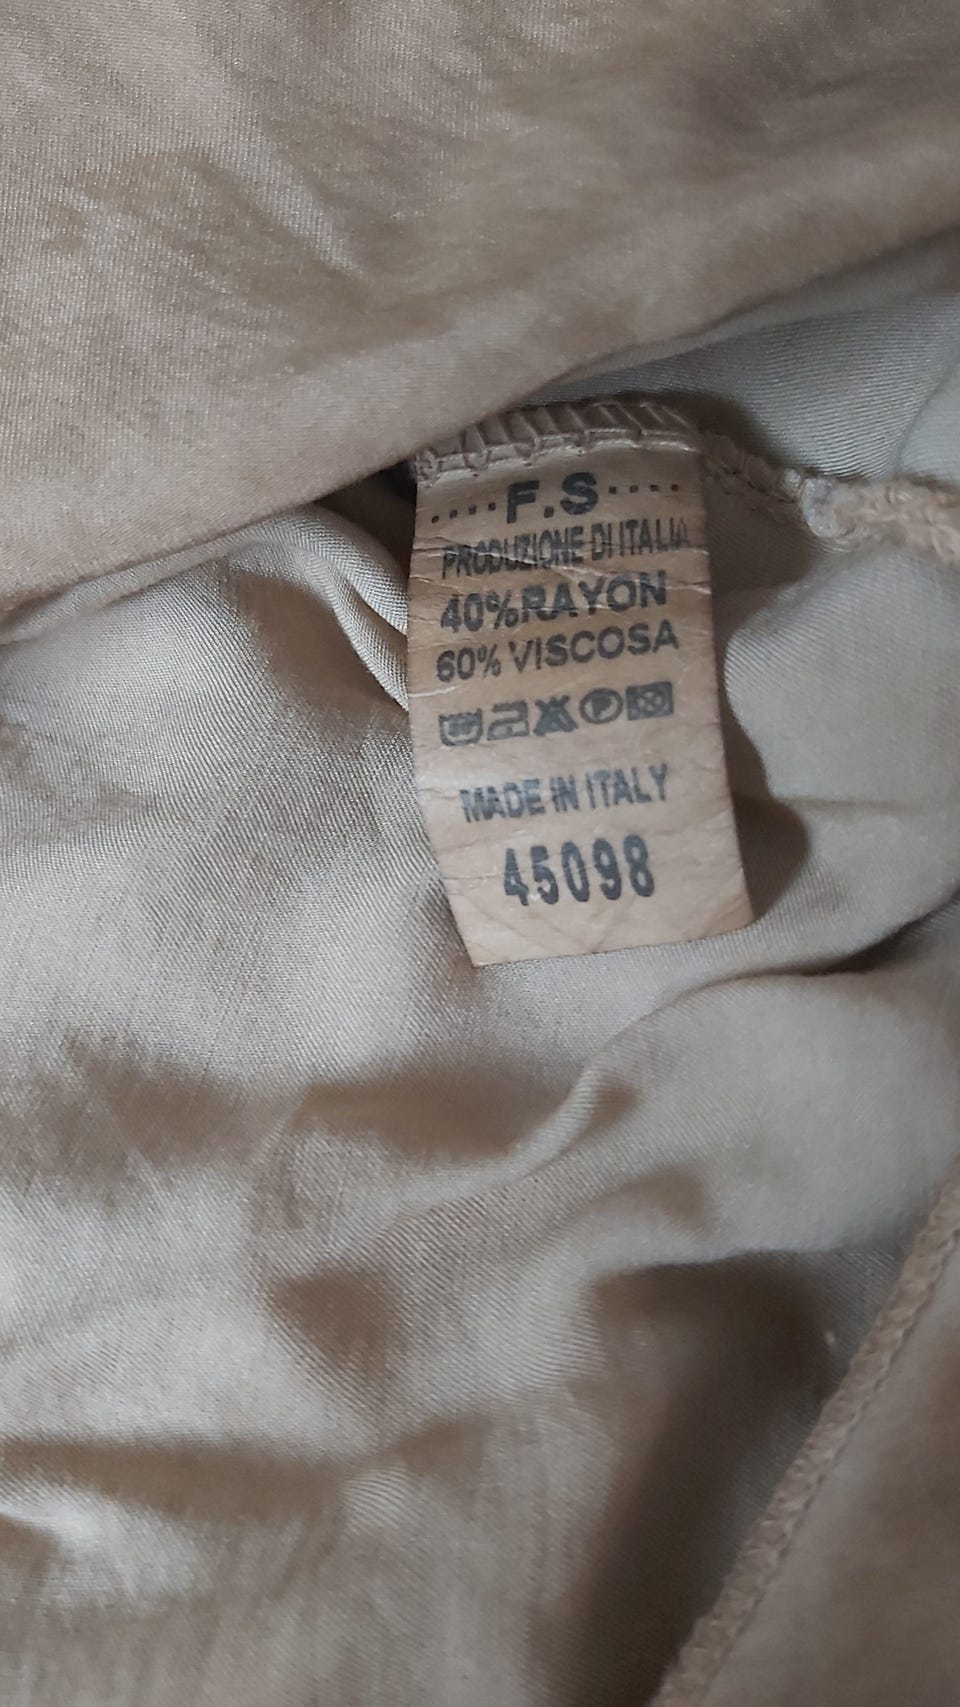 ....F.S....
PRODUZIONE DI ITALIA
40%RAYON
60% VISCOSA
P
MADE IN ITALY
45098